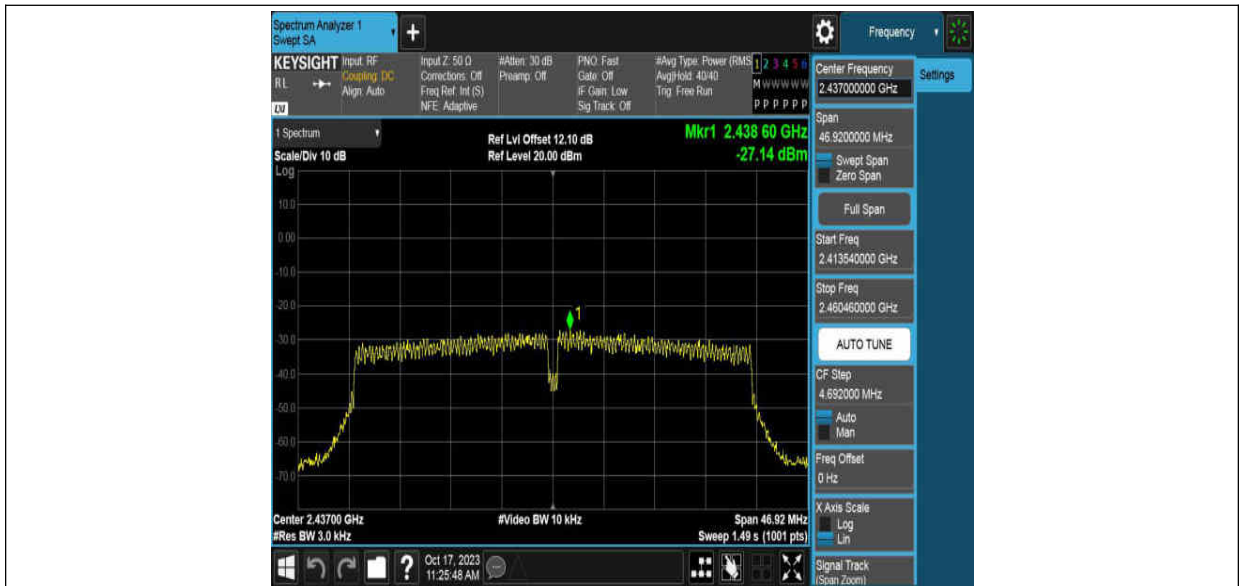 Spectrum Analyzer 1
Swept SA
+
Frequency
KEYSIGHT
RL
LXI
Input: RF
Coupling: DC
Align: Auto
Input Z: 50 Ω
Corrections: Off
Freq Ref: Int (S)
NFE: Adaptive
#Atten: 30 dB
Preamp: Off
PNO: Fast
Gate: Off
IF Gain: Low
Sig Track: Off
#Avg Type: Power (RMS
Avg|Hold: 40/40
Trig: Free Run
1 2 3 4 5 6
M W W W W W
P P P P P P
Center Frequency
2.437000000 GHz
Settings
Span
46.9200000 MHz
Swept Span
Zero Span
Full Span
Start Freq
2.413540000 GHz
Stop Freq
2.460460000 GHz
AUTO TUNE
CF Step
4.692000 MHz
Auto
Man
Freq Offset
0 Hz
X Axis Scale
Log
Lin
Signal Track
(Span Zoom)
1 Spectrum
Scale/Div 10 dB
Ref Lvl Offset 12.10 dB
Ref Level 20.00 dBm
Mkr1 2.438 60 GHz
-27.14 dBm
Log
10.0
0.00
-10.0
-20.0
-30.0
-40.0
-50.0
-60.0
-70.0
1
Center 2.43700 GHz
#Res BW 3.0 kHz
#Video BW 10 kHz
Span 46.92 MHz
Sweep 1.49 s (1001 pts)
?
Oct 17, 2023
11:25:48 AM